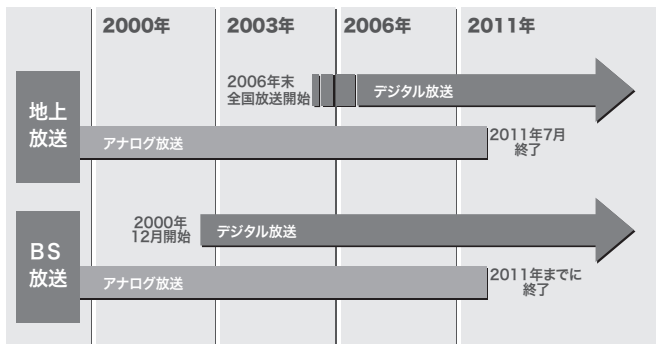 2000年
2003年
2006年
2011年
地上
放送
2006年末
全国放送開始
デジタル放送
アナログ放送
2011年7月
終了
BS
放送
2000年
12月開始
デジタル放送
アナログ放送
2011年までに
終了